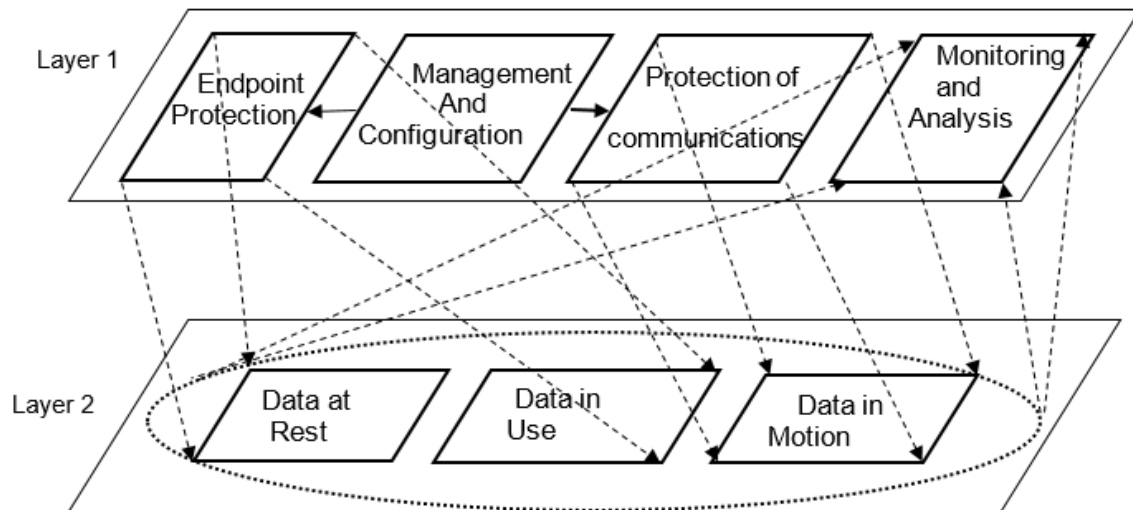 Layer 1
Endpoint
Protection
Management
And
Configuration
Protection of
communications
Monitoring
and
Analysis
Layer 2
Data at
Rest
Data in
Use
Data in
Motion